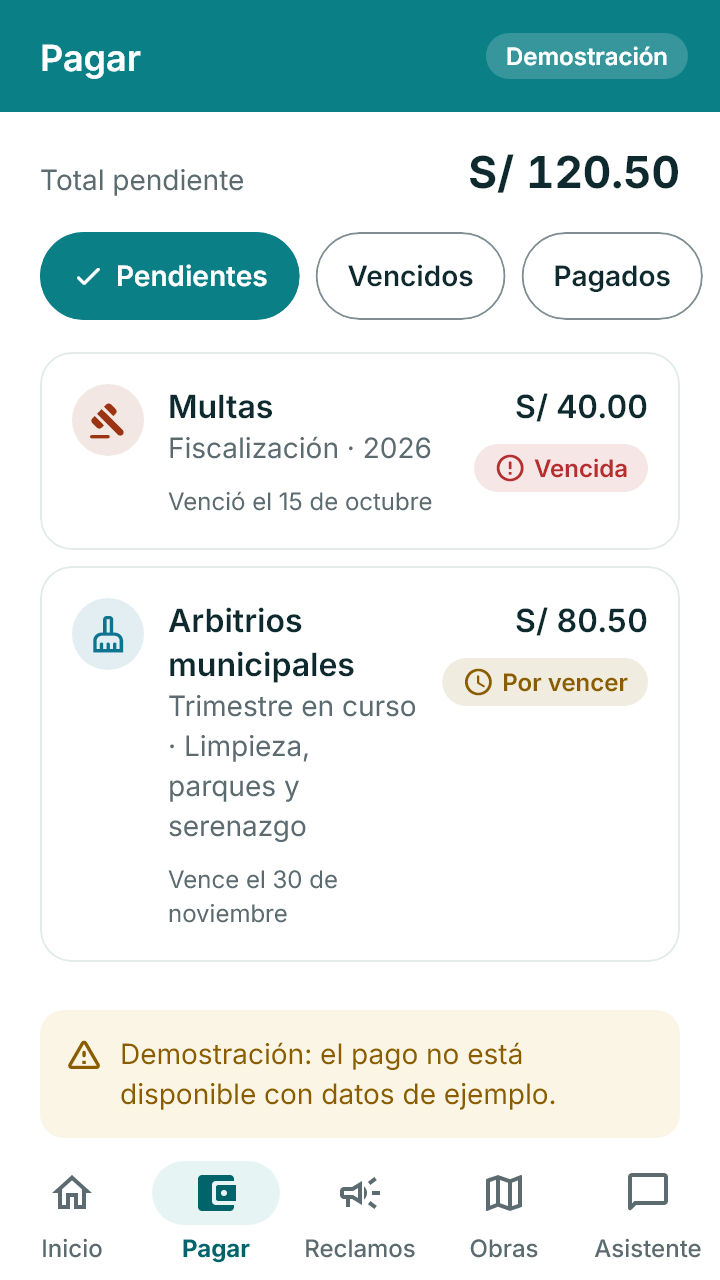 Pagar
Demostración
Total pendiente
S/ 120.50
Pendientes
Vencidos
Pagados
Multas
S/ 40.00
Fiscalización · 2026
Vencida
Venció el 15 de octubre
Arbitrios
municipales
S/ 80.50
Por vencer
Trimestre en curso
· Limpieza,
parques y
serenazgo
Vence el 30 de
noviembre
Demostración: el pago no está
disponible con datos de ejemplo.
Inicio
Pagar
Reclamos
Obras
Asistente